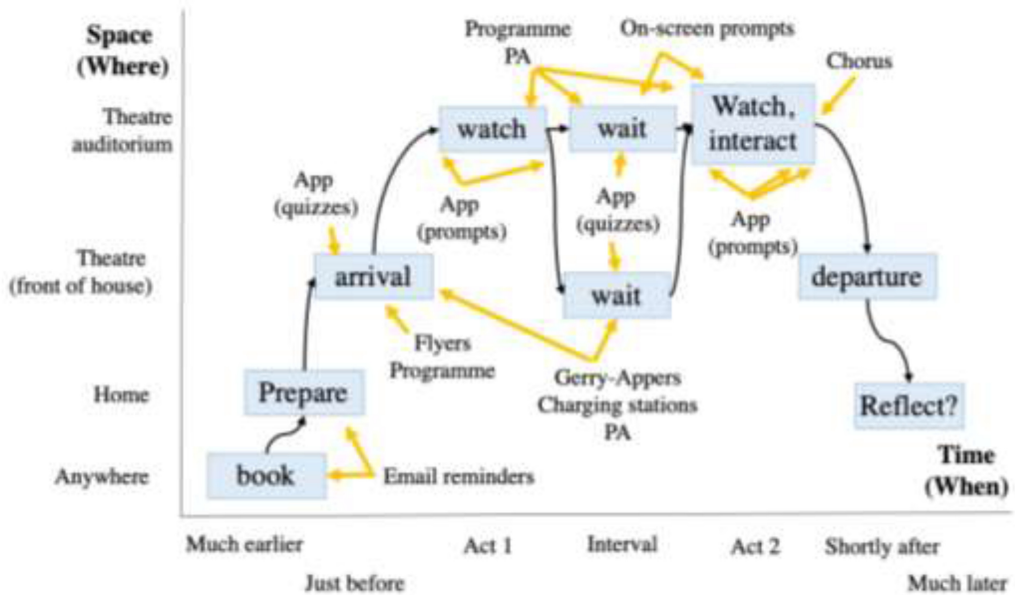 Space
(Where)
Programme
PA
On-screen prompts
Chorus
Theatre
auditorium
watch
wait
Watch,
interact
App
(quizzes)
App
(prompts)
App
(quizzes)
App
(prompts)
Theatre
(front of house)
arrival
wait
departure
Flyers
Programme
Gerry-Appers
Charging stations
PA
Home
Prepare
Reflect?
Anywhere
book
Email reminders
Time
(When)
Much earlier
Act 1
Interval
Act 2
Shortly after
Just before
Much later